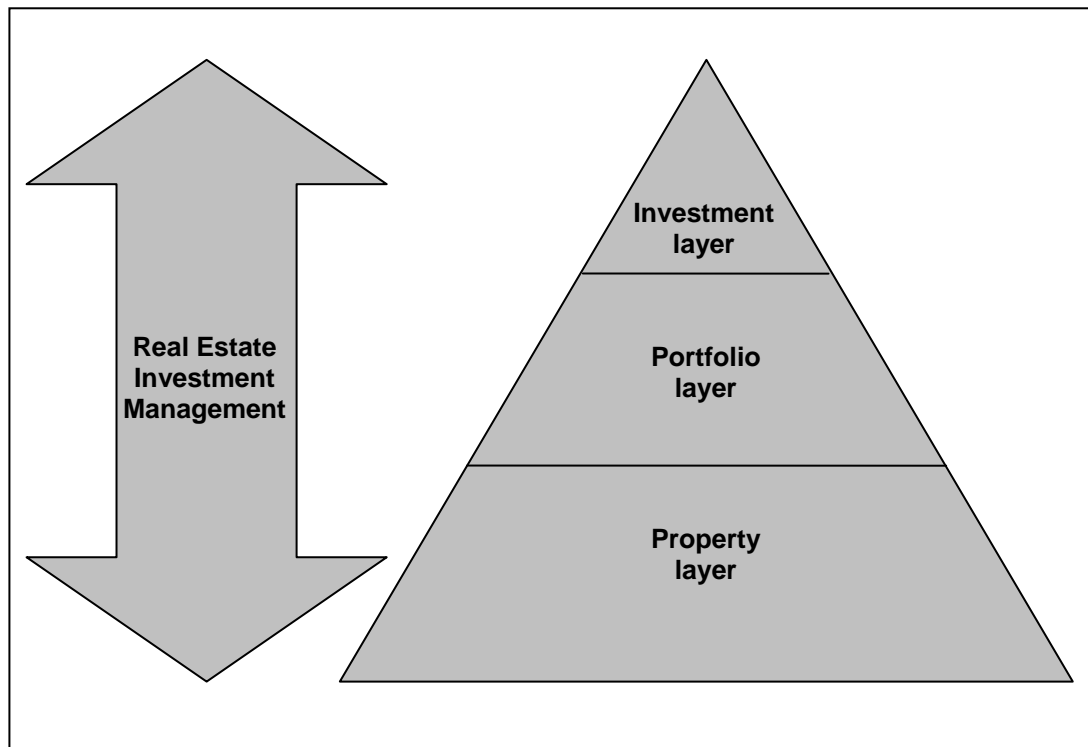 Real Estate
Investment
Management
Investment
layer
Portfolio
layer
Property
layer